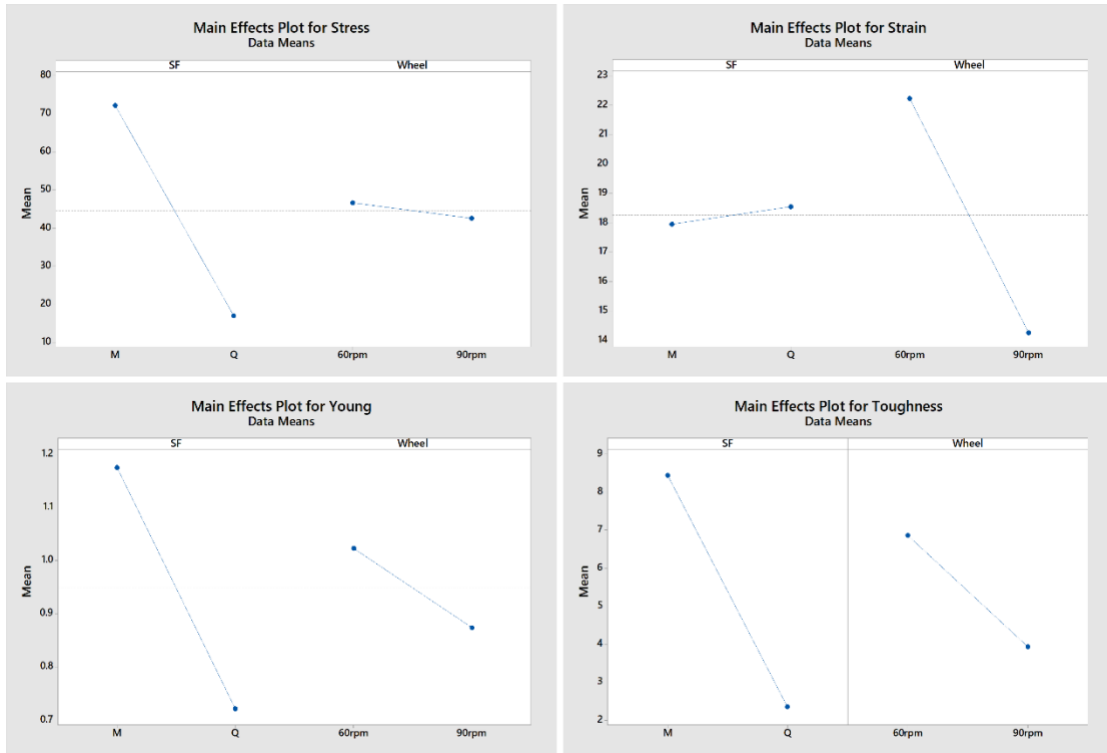 Main Effects Plot for Stress
Data Means
SF Wheel
80
70
60
50
40
30
20
10
Mean
M Q 60rpm 90rpm
Main Effects Plot for Strain
Data Means
SF Wheel
23
22
21
20
19
18
17
16
15
14
Mean
M Q 60rpm 90rpm
Main Effects Plot for Young
Data Means
SF Wheel
1.2
1.1
1.0
0.9
0.8
0.7
Mean
M Q 60rpm 90rpm
Main Effects Plot for Toughness
Data Means
SF Wheel
9
8
7
6
5
4
3
2
Mean
M Q 60rpm 90rpm